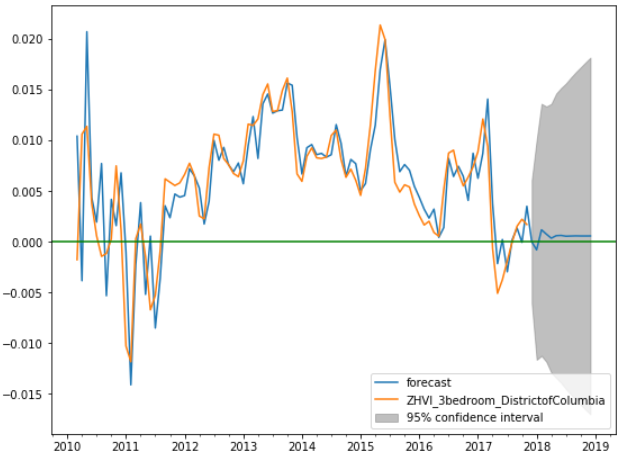 0.020
0.015
0.010
0.005
0.000
−0.005
−0.010
−0.015
forecast
ZHVI_3bedroom_DistrictofColumbia
95% confidence interval
2010 2011 2012 2013 2014 2015 2016 2017 2018 2019